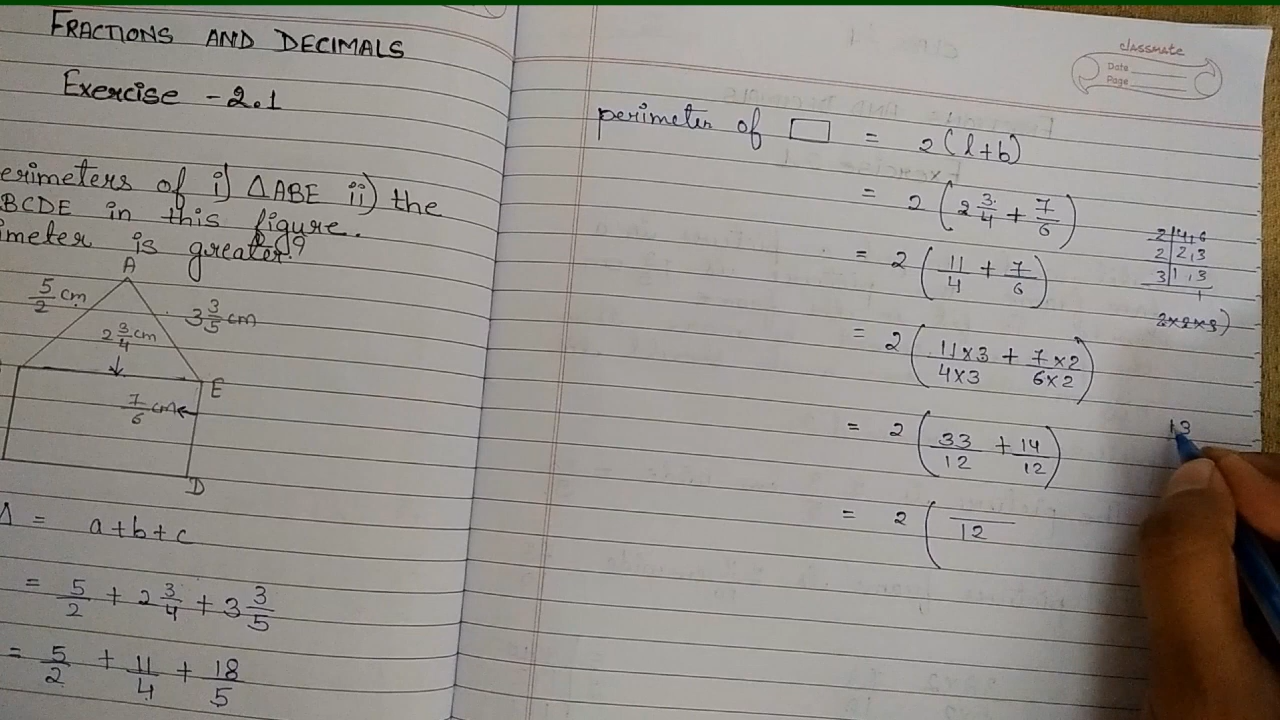 FRACTIONS AND DECIMALS
Exercise - 2.1
erimeters of i) ΔABE ii) the
BCDE in this figure.
imeter is greater?
A
5/2 cm
3 3/5 cm
2 3/4 cm
E
7/6 cm
D
Δ = a+b+c
= 5/2 + 2 3/4 + 3 3/5
= 5/2 + 11/4 + 18/5
classmate
Date
Page
perimeter of □ = 2(l+b)
= 2 (2 3/4 + 7/6)
= 2 (11/4 + 7/6)
= 2 (11×3/4×3 + 7×2/6×2)
= 2 (33/12 + 14/12)
= 2 ( /12
2|4,6
2|2,3
3|1,3
1
2×2×3)
13